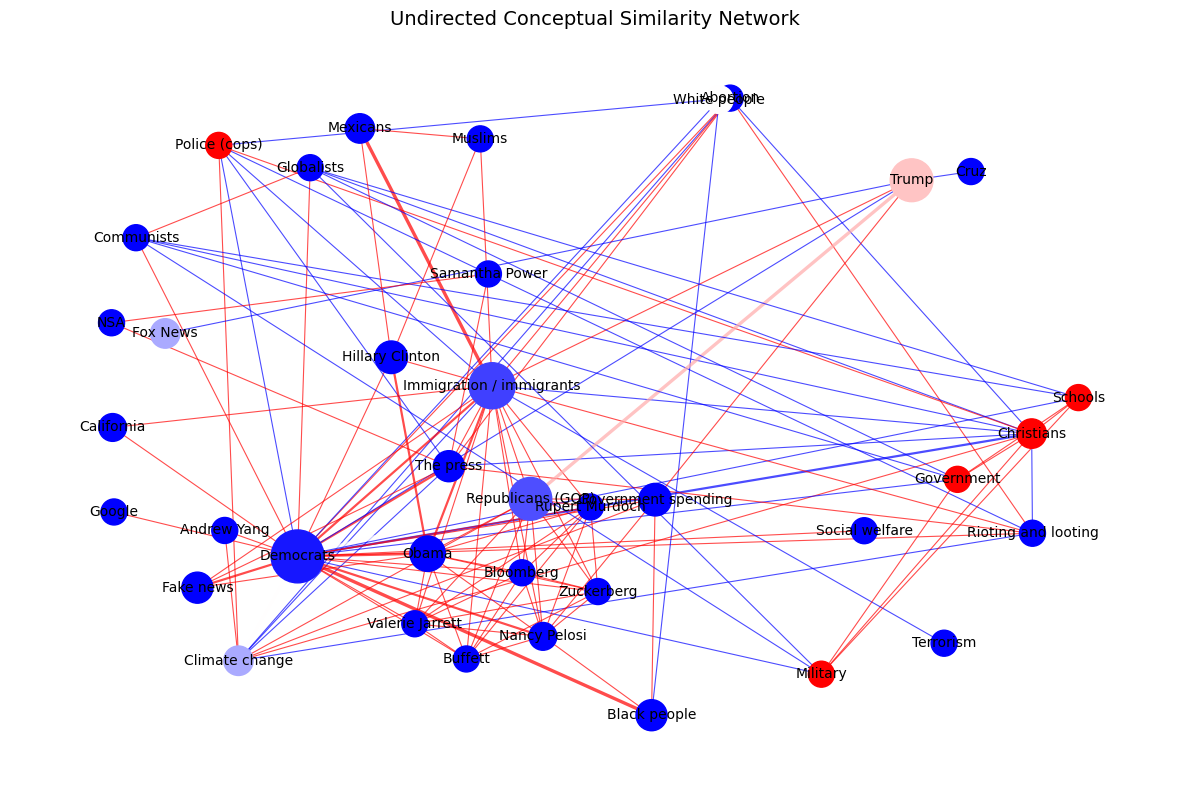 Undirected Conceptual Similarity Network
Abortion
White people
Mexicans
Muslims
Police (cops)
Globalists
Trump
Cruz
Communists
Samantha Power
NSA
Fox News
Hillary Clinton
Immigration / immigrants
Schools
California
Christians
The press
Government
Republicans (GOP)
Government spending
Rupert Murdoch
Google
Andrew Yang
Social welfare
Rioting and looting
Democrats
Obama
Bloomberg
Fake news
Zuckerberg
Valerie Jarrett
Nancy Pelosi
Terrorism
Climate change
Buffett
Military
Black people